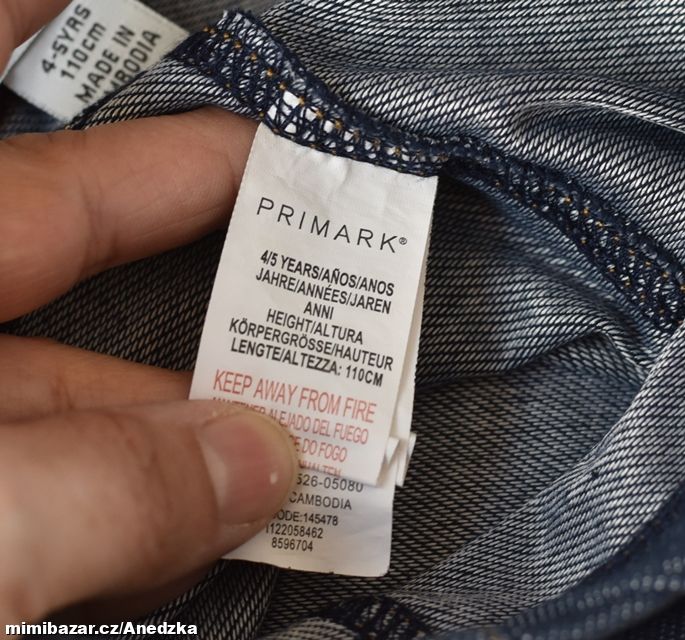 4-5YRS
110cm
MADE IN
PRIMARK®
4/5 YEARS/AÑOS/ANOS
JAHRE/ANNÉES/JAREN
ANNI
HEIGHT/ALTURA
KÖRPERGRÖSSE/HAUTEUR
LENGTE/ALTEZZA: 110CM
KEEP AWAY FROM FIRE
ALEJADO DEL FUEGO
DO FOGO
526-05080
CAMBODIA
ODE:145478
1122058462
8596704
mimibazar.cz/Anedzka